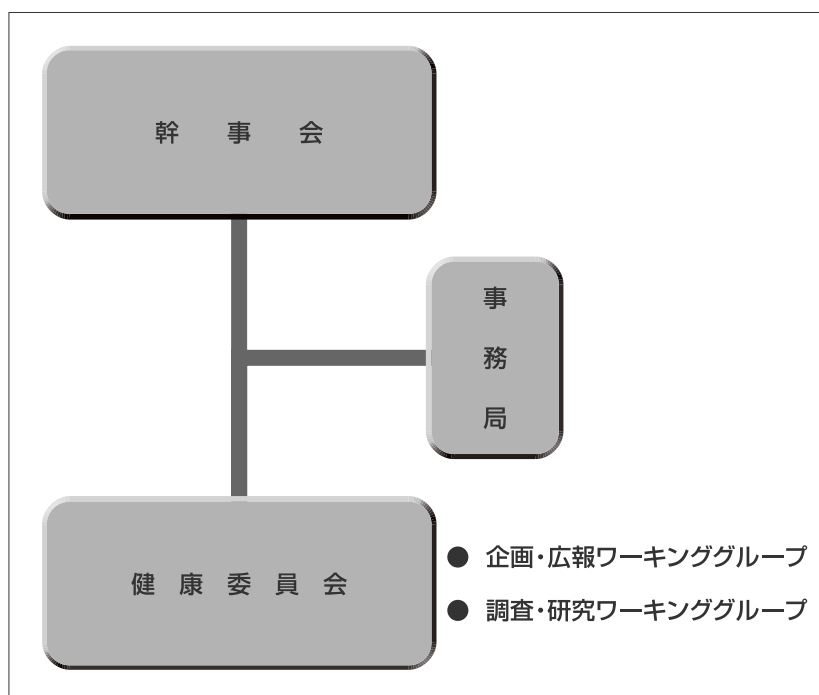 幹事会
事務局
健康委員会
● 企画・広報ワーキンググループ
● 調査・研究ワーキンググループ